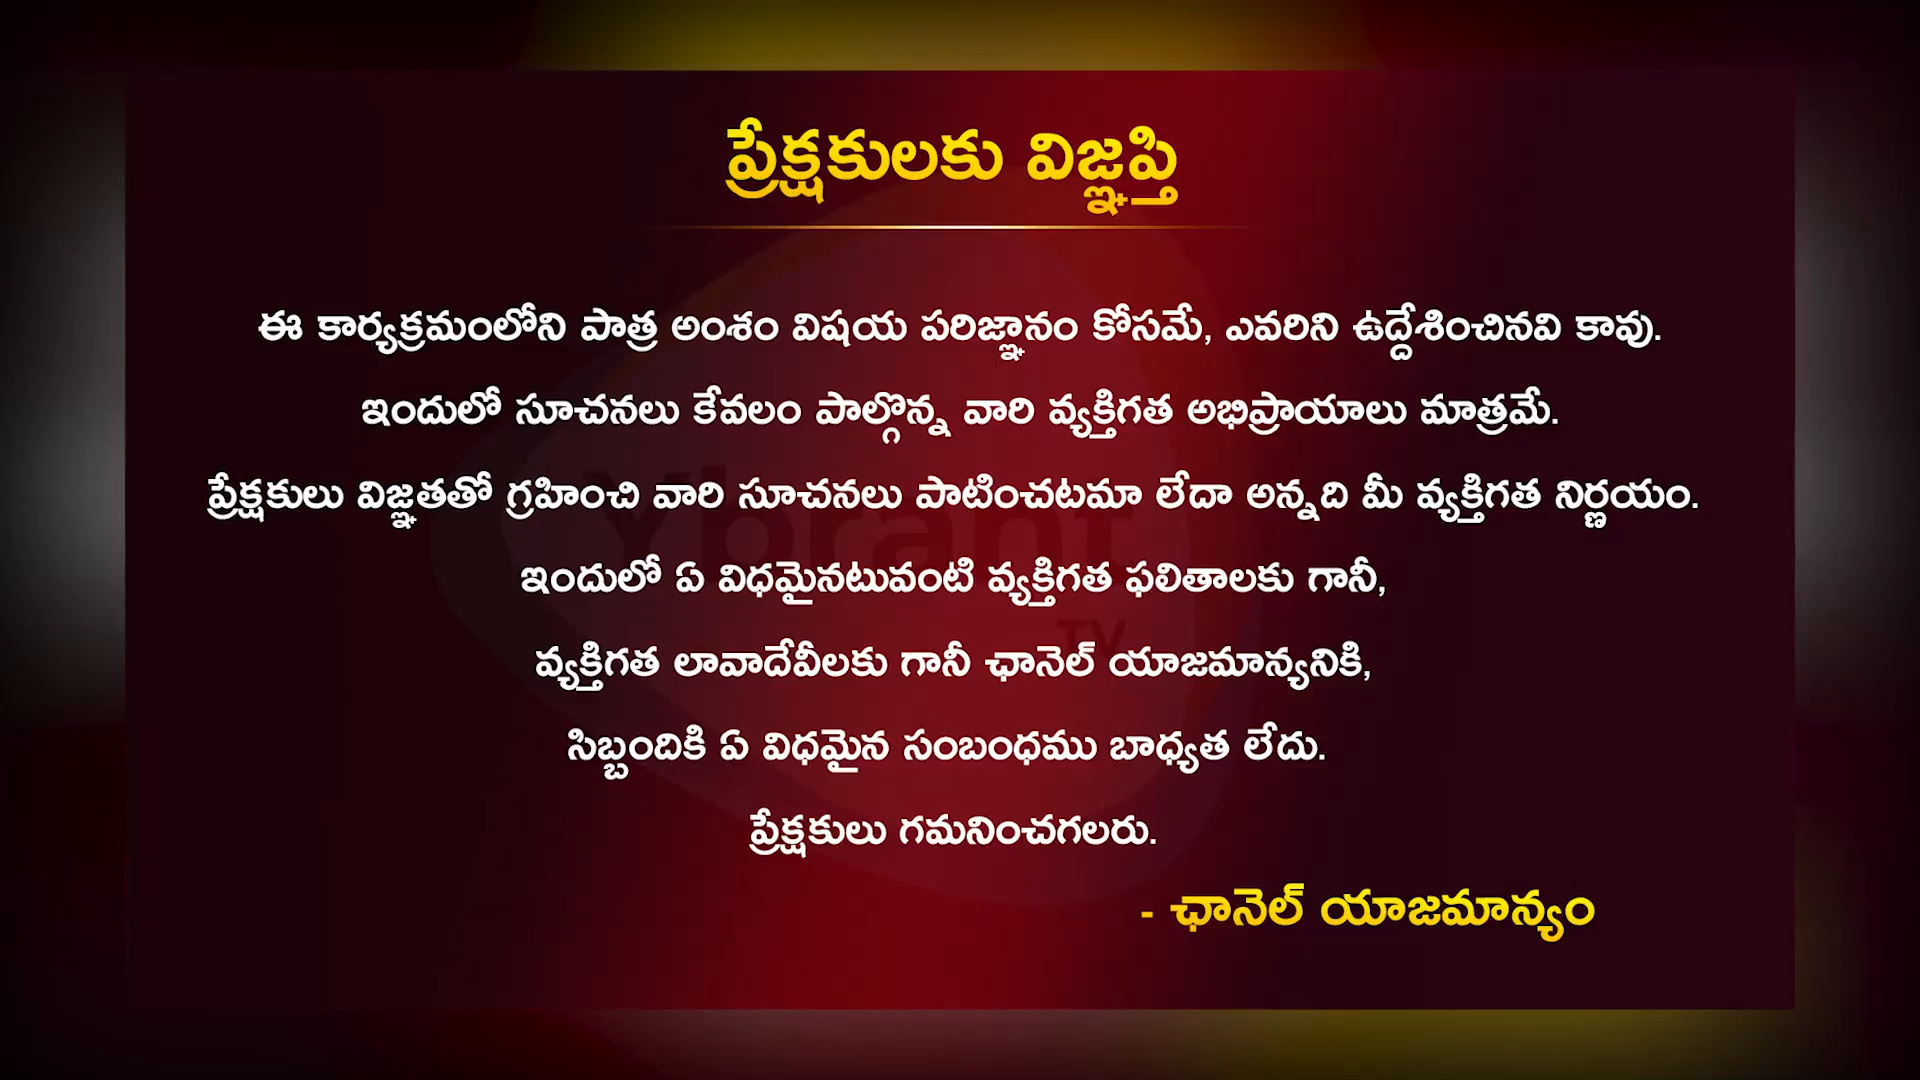 ప్రేక్షకులకు విజ్ఞప్తి
ఈ కార్యక్రమంలోని పాత్ర అంశం విషయ పరిజ్ఞానం కోసమే, ఎవరిని ఉద్దేశించినవి కావు.
ఇందులో సూచనలు కేవలం పాల్గొన్న వారి వ్యక్తిగత అభిప్రాయాలు మాత్రమే.
ప్రేక్షకులు విజ్ఞతతో గ్రహించి వారి సూచనలు పాటించటమా లేదా అన్నది మీ వ్యక్తిగత నిర్ణయం.
ఇందులో ఏ విధమైనటువంటి వ్యక్తిగత ఫలితాలకు గానీ,
వ్యక్తిగత లావాదేవీలకు గానీ ఛానెల్ యాజమాన్యనికి,
సిబ్బందికి ఏ విధమైన సంబంధము బాధ్యత లేదు.
ప్రేక్షకులు గమనించగలరు.
- ఛానెల్ యాజమాన్యం
Ybrant
TV